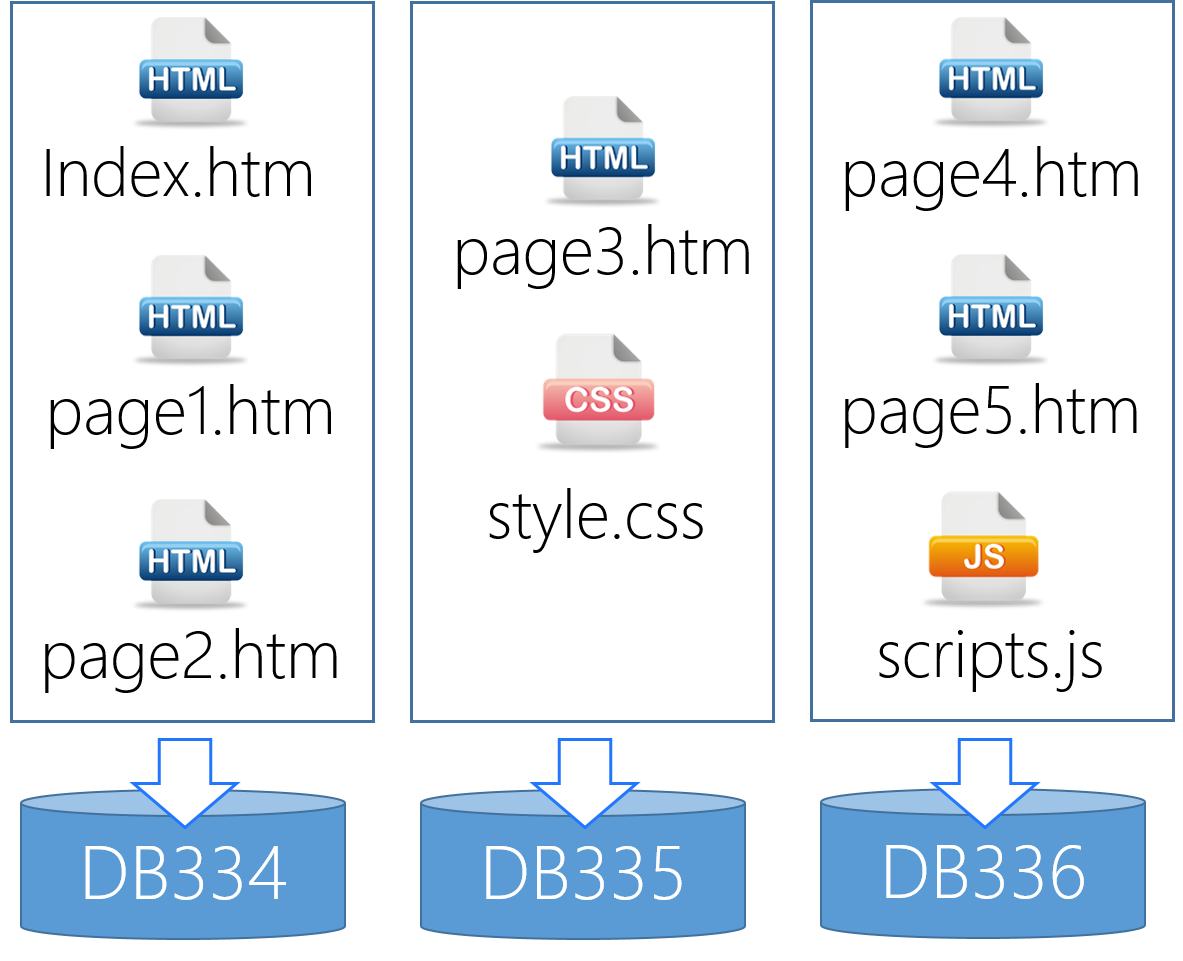 HTML
Index.htm
HTML
page1.htm
HTML
page2.htm
DB334
HTML
page3.htm
CSS
style.css
DB335
HTML
page4.htm
HTML
page5.htm
JS
scripts.js
DB336